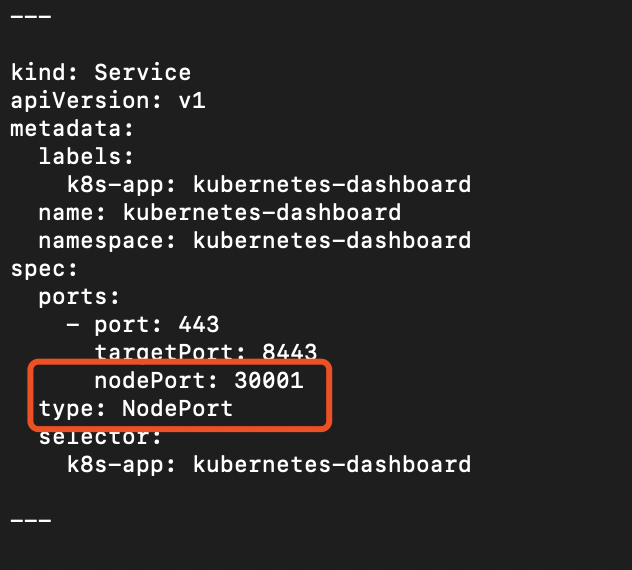 ---
kind: Service
apiVersion: v1
metadata:
  labels:
    k8s-app: kubernetes-dashboard
  name: kubernetes-dashboard
  namespace: kubernetes-dashboard
spec:
  ports:
    - port: 443
      targetPort: 8443
      nodePort: 30001
  type: NodePort
  selector:
    k8s-app: kubernetes-dashboard
---